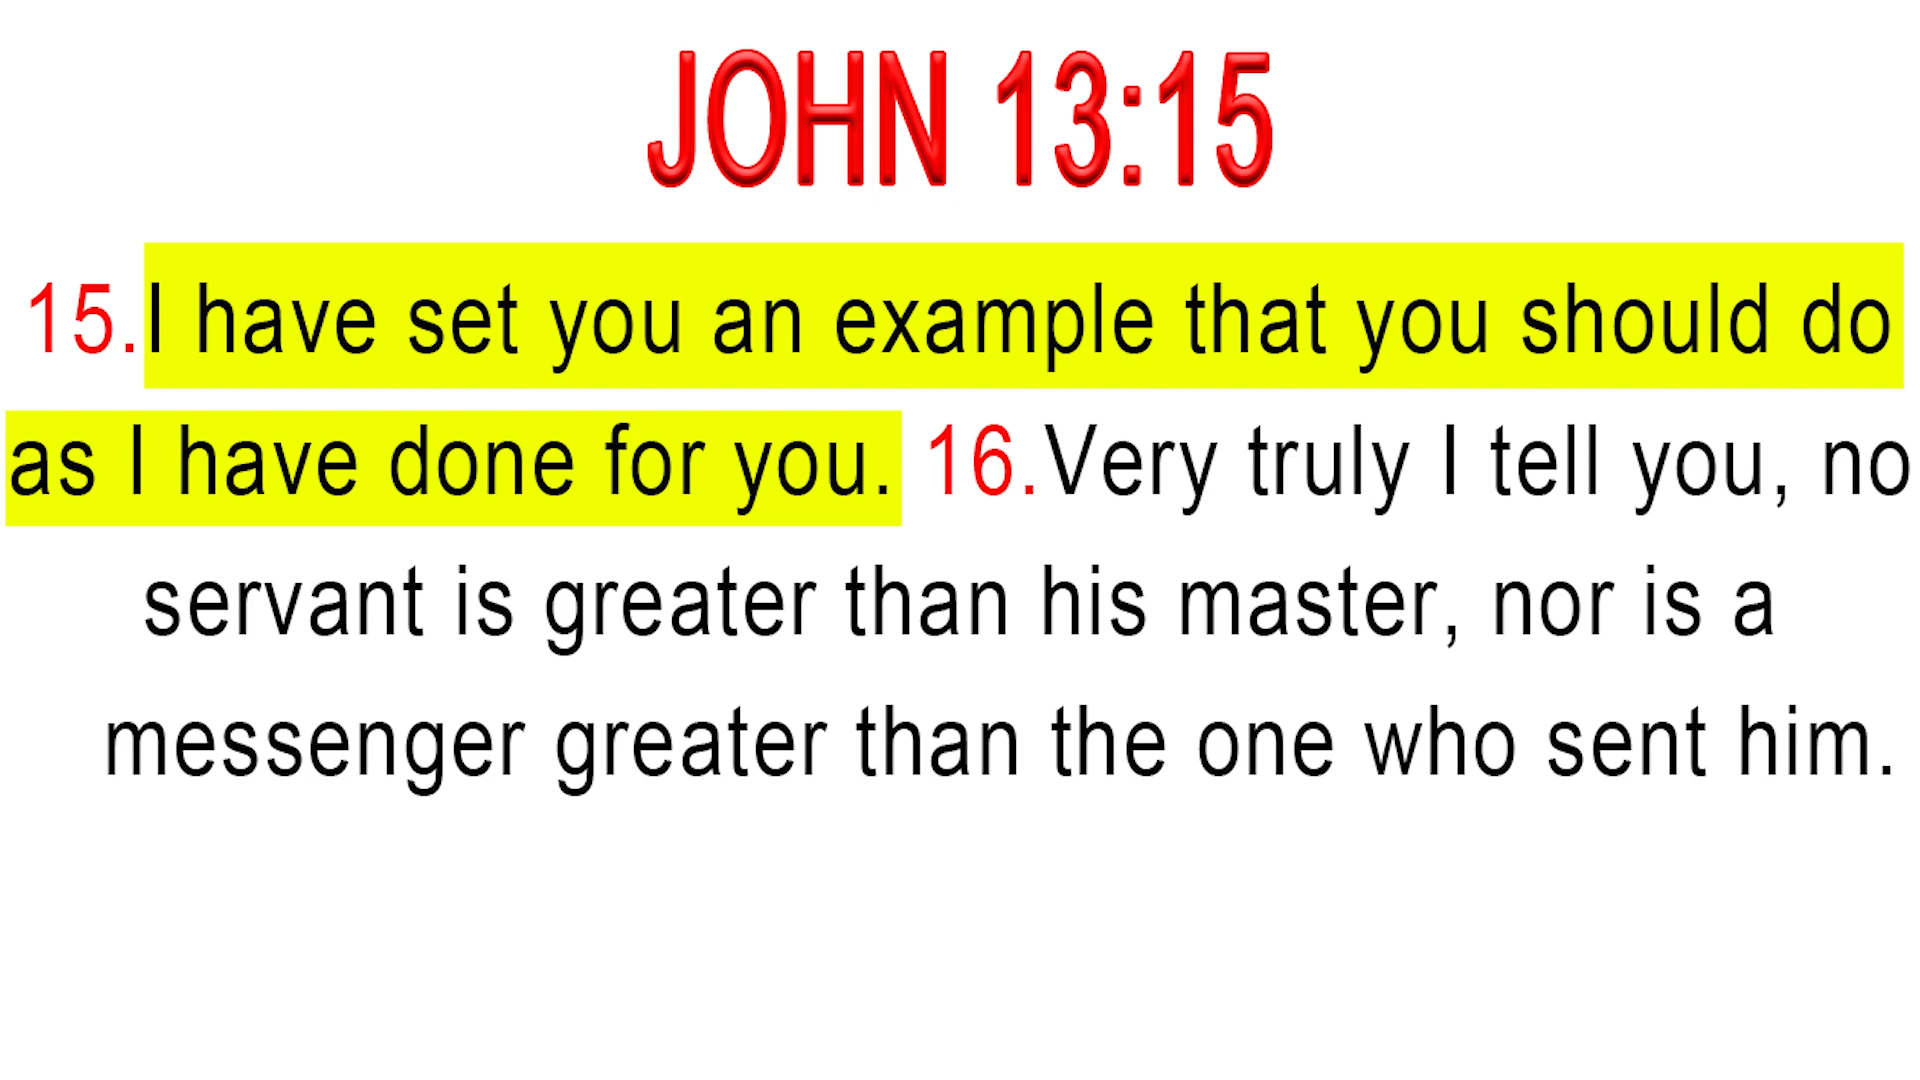 JOHN 13:15
15.I have set you an example that you should do
as I have done for you. 16.Very truly I tell you, no
servant is greater than his master, nor is a
messenger greater than the one who sent him.